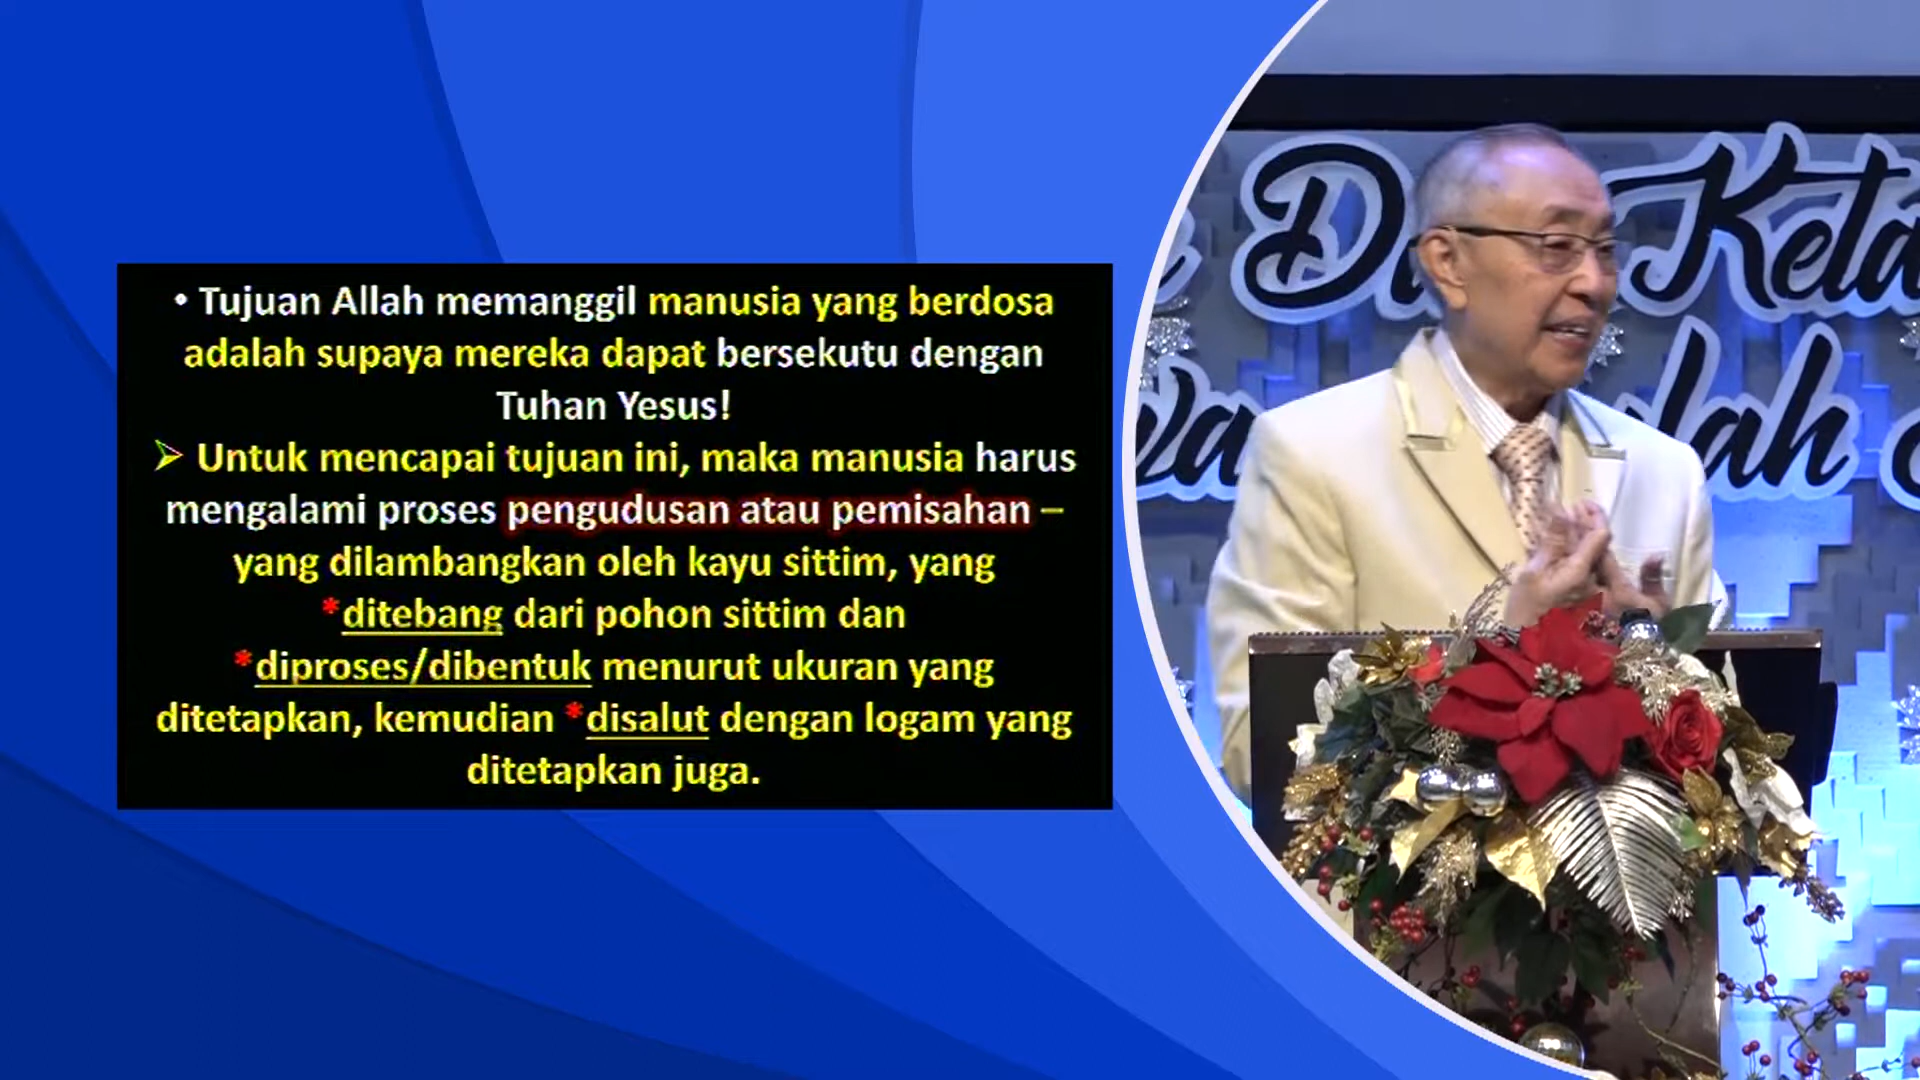 • Tujuan Allah memanggil manusia yang berdosa
adalah supaya mereka dapat bersekutu dengan
Tuhan Yesus!
➢ Untuk mencapai tujuan ini, maka manusia harus
mengalami proses pengudusan atau pemisahan –
yang dilambangkan oleh kayu sittim, yang
*ditebang dari pohon sittim dan
*diproses/dibentuk menurut ukuran yang
ditetapkan, kemudian *disalut dengan logam yang
ditetapkan juga.